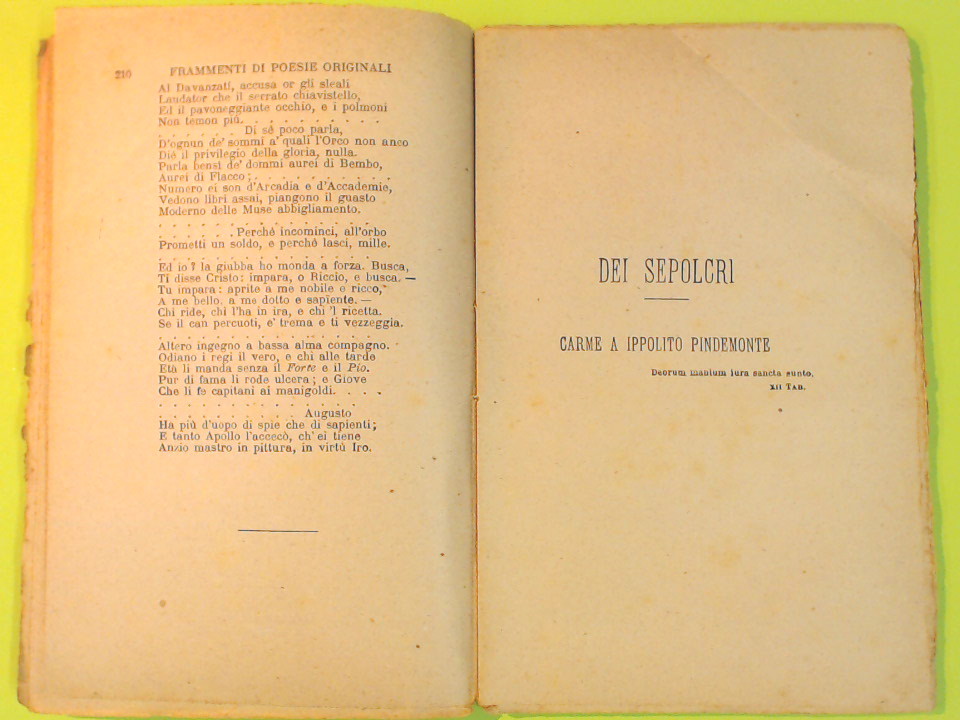 210 FRAMMENTI DI POESIE ORIGINALI
Al Davanzati, accusa or gli sleali
Laudator che il serrato chiavistello,
Ed il pavoneggiante occhio, e i polmoni
Non temon più. . . . . . . . . . .
. . . . . . Di sé poco parla,
D'ognun de' sommi a' quali l'Orco non anco
Diè il privilegio della gloria, nulla.
Parla bensì de' dommi aurei di Bembo,
Aurei di Flacco; . . . . . . . . . .
Numero ei son d'Arcadia e d'Accademie,
Vedono libri assai, piangono il guasto
Moderno delle Muse abbigliamento.
. . . . . . . . . . . . . . . .
. . . . . . Perchè incominci, all'orbo
Prometti un soldo, e perchè lasci, mille.
. . . . . . . . . . . . . . . .
Ed io? la giubba ho monda a forza. Busca,
Ti disse Cristo: impara, o Riccio, e busca. —
Tu impara: aprite a me nobile e ricco,
A me bello, a me dotto e sapiente. —
Chi ride, chi l'ha in ira, e chi 'l ricetta.
Se il can percuoti, e' trema e ti vezzeggia.
. . . . . . . . . . . . . . . .
Altero ingegno a bassa alma compagno.
Odiano i regi il vero, e chi alle tarde
Età li manda senza il Forte e il Pio.
Pur di fama li rode ulcera; e Giove
Che li fe capitani ai manigoldi. . . .
. . . . . . . . . . . . . . . .
. . . . . . . . . . Augusto
Ha più d'uopo di spie che di sapienti;
E tanto Apollo l'accecò, ch' ei tiene
Anzio mastro in pittura, in virtù Iro.
DEI SEPOLCRI
CARME A IPPOLITO PINDEMONTE
Deorum manium iura sancta sunto.
XII TAB.